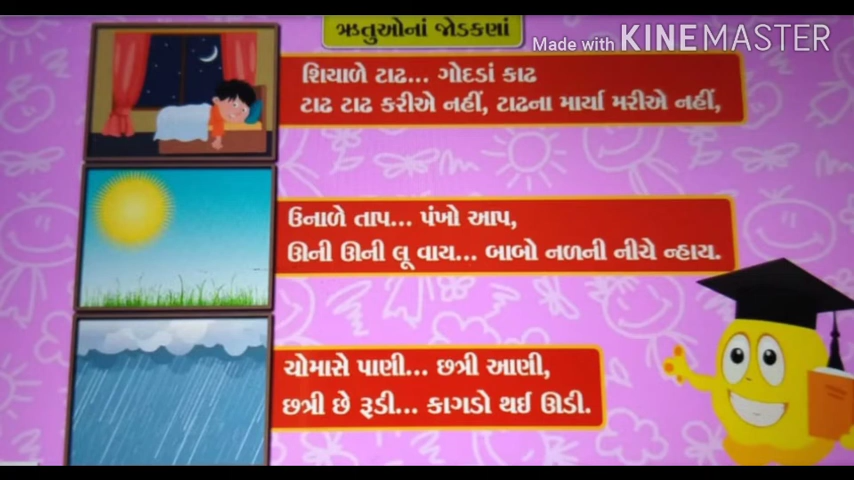 ઋતુઓનાં જોડકણાં
Made with KINEMASTER
શિયાળે ટાઢ... ગોદડાં કાઢ
ટાઢ ટાઢ કરીએ નહીં, ટાઢના માર્યા મરીએ નહીં,
ઉનાળે તાપ... પંખો આપ,
ઊની ઊની લૂ વાય... બાબો નળની નીચે ન્હાય.
ચોમાસે પાણી... છત્રી આણી,
છત્રી છે રૂડી... કાગડો થઈ ઊડી.